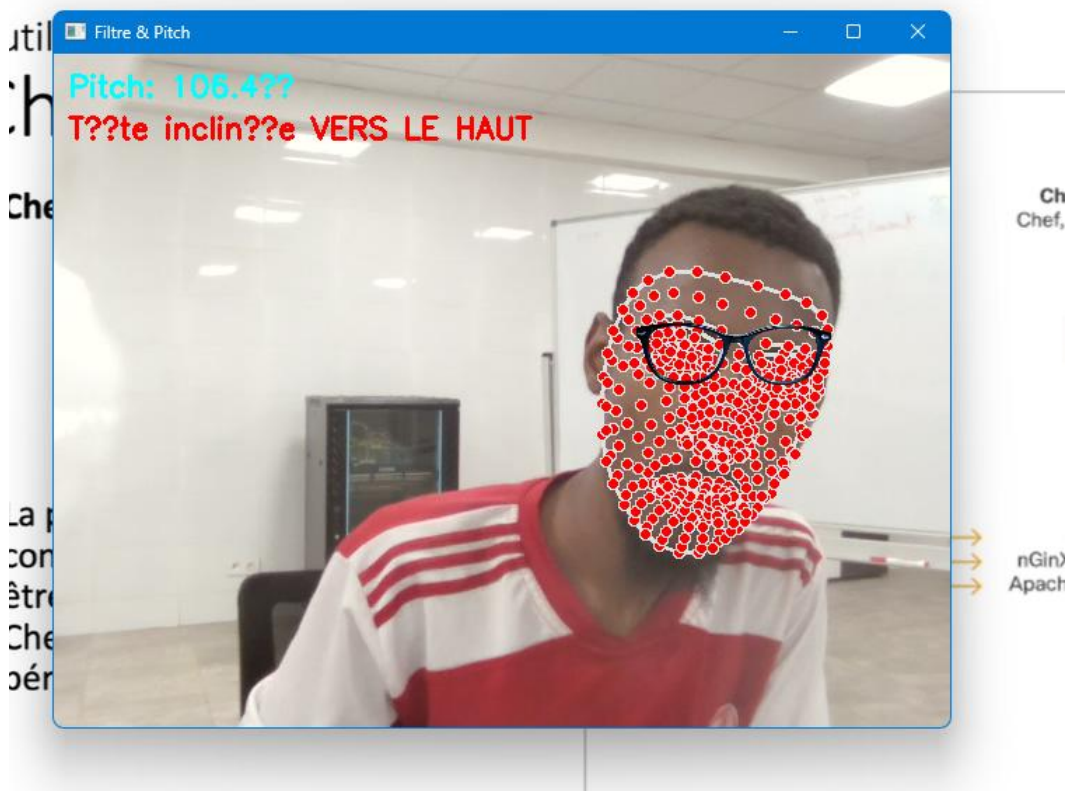 Filtre & Pitch
Pitch: 106.4??
T??te inclin??e VERS LE HAUT
util
ch
Che
La p
con
être
Che
pér
Ch
Chef,
nGinX
Apach